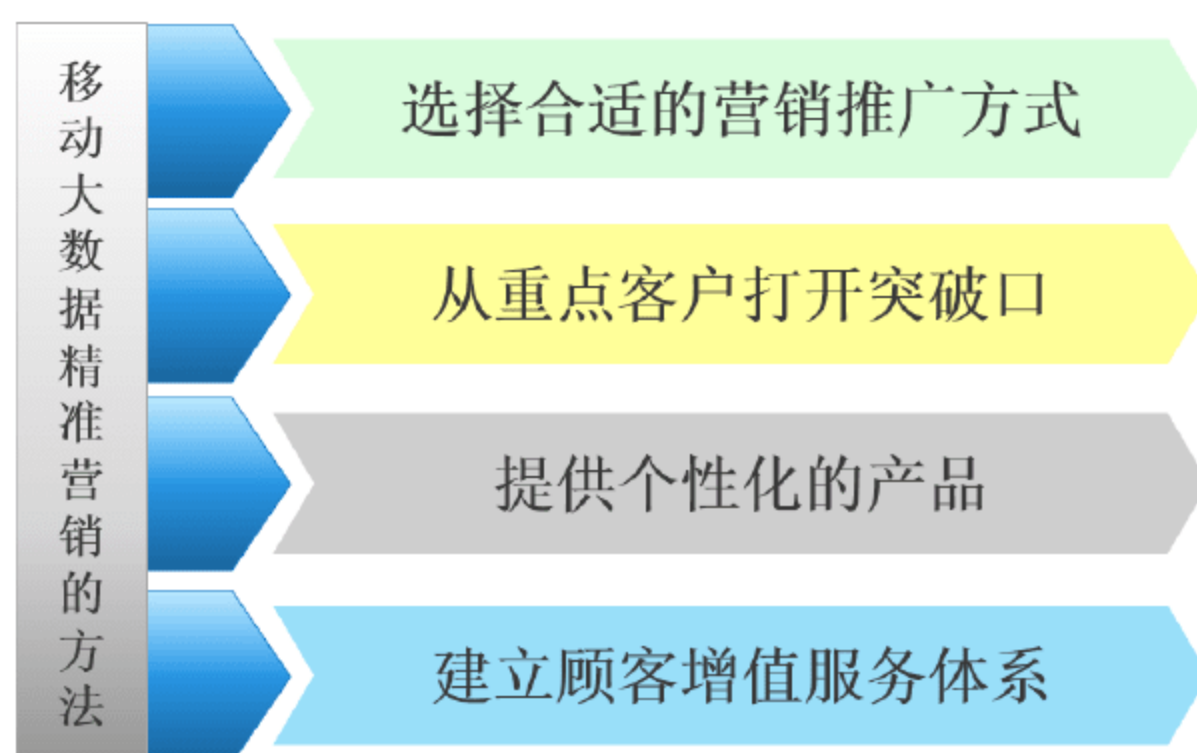 移动大数据精准营销的方法
选择合适的营销推广方式
从重点客户打开突破口
提供个性化的产品
建立顾客增值服务体系